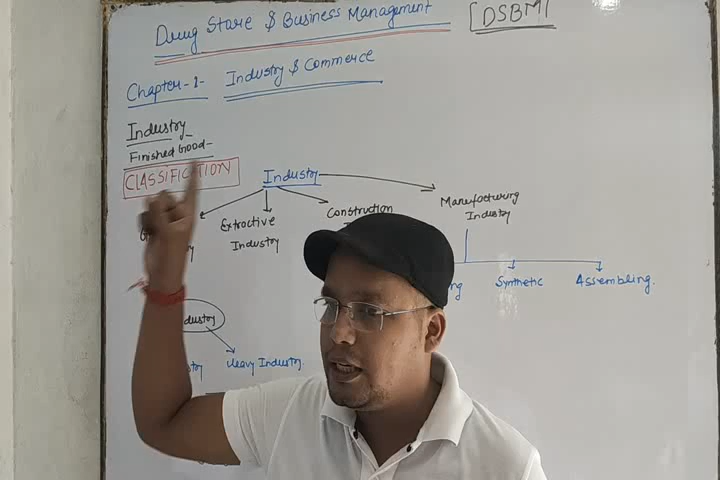 Drug Store & Business Management [DSBM]
Chapter-1- Industry & Commerce
Industry
Finished Good-
CLASSIFICATION
Industry
Extractive Industry
Construction
Manufacturing Industry
Synthetic
Assembling.
Heavy Industry.